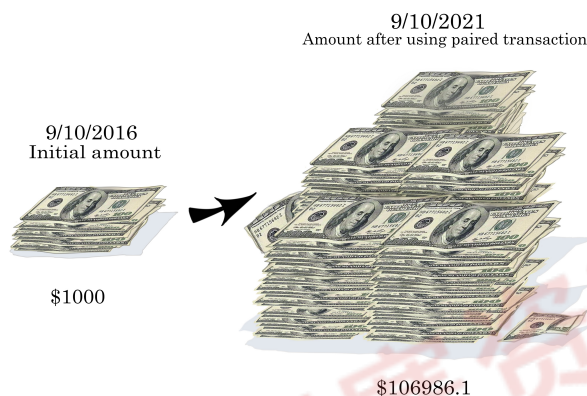 9/10/2016
Initial amount
$1000
9/10/2021
Amount after using paired transaction
$106986.1